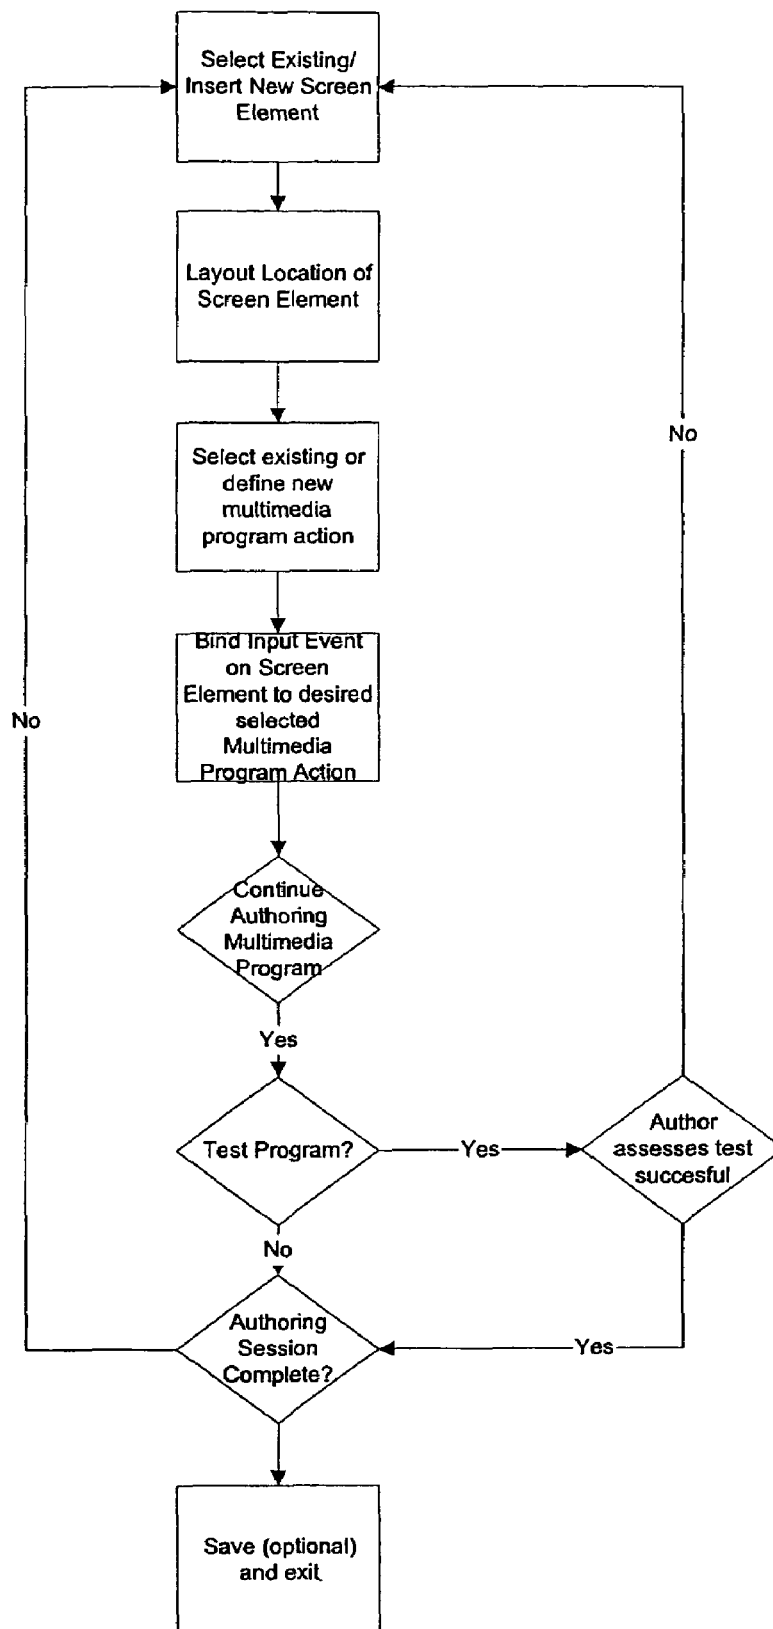 Select Existing/
Insert New Screen
Element
Layout Location of
Screen Element
No
Select existing or
define new
multimedia
program action
Bind Input Event
on Screen
Element to desired
selected
Multimedia
Program Action
No
Continue
Authoring
Multimedia
Program
Yes
Test Program?
Yes
Author
assesses test
succesful
No
Authoring
Session
Complete?
Yes
Save (optional)
and exit